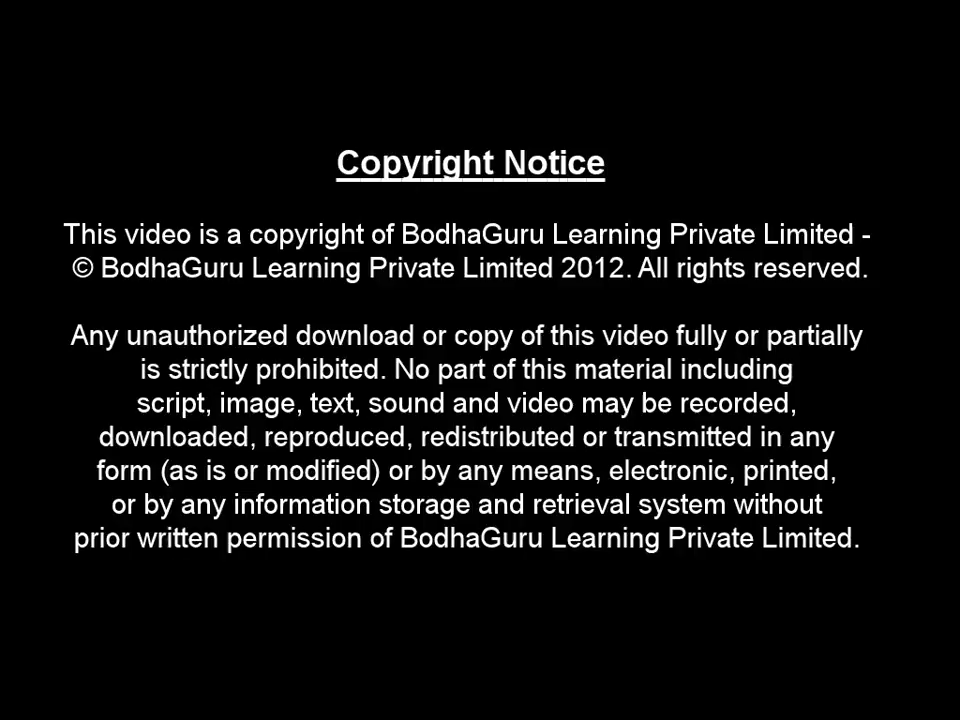 Copyright Notice
This video is a copyright of BodhaGuru Learning Private Limited -
© BodhaGuru Learning Private Limited 2012. All rights reserved.
Any unauthorized download or copy of this video fully or partially
is strictly prohibited. No part of this material including
script, image, text, sound and video may be recorded,
downloaded, reproduced, redistributed or transmitted in any
form (as is or modified) or by any means, electronic, printed,
or by any information storage and retrieval system without
prior written permission of BodhaGuru Learning Private Limited.